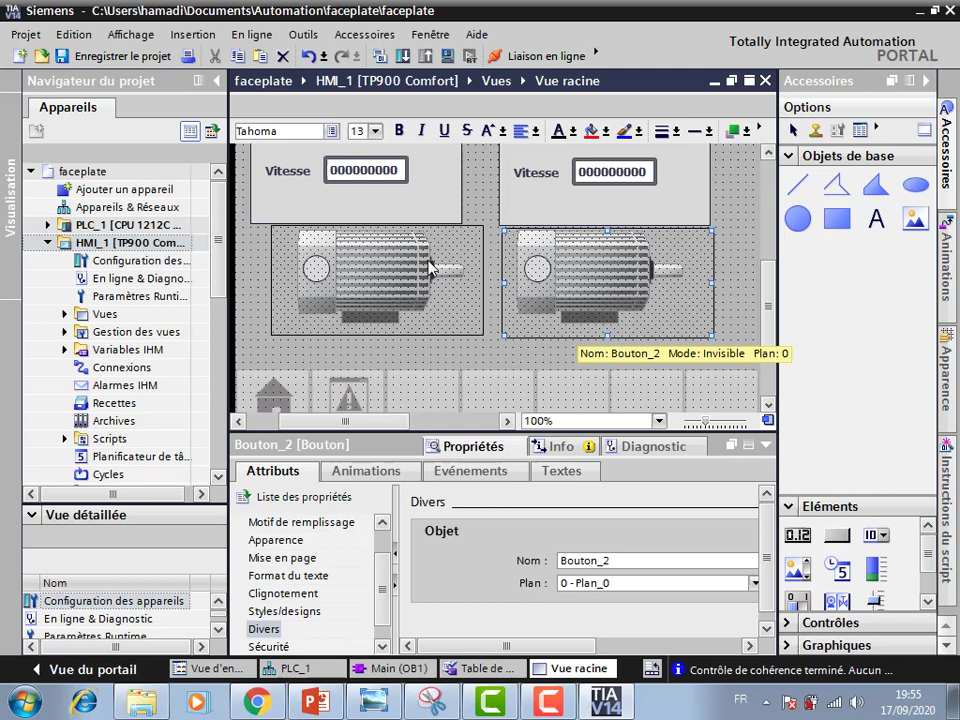 TIA V14
Siemens - C:\Users\hamadi\Documents\Automation\faceplate\faceplate
Projet Edition Affichage Insertion En ligne Outils Accessoires Fenêtre Aide
Enregistrer le projet Liaison en ligne
Totally Integrated Automation
PORTAL
Visualisation
Navigateur du projet
Appareils
faceplate
Ajouter un appareil
Appareils & Réseaux
PLC_1 [CPU 1212C ...
HMI_1 [TP900 Com...
Configuration des...
En ligne & Diagno...
Paramètres Runti...
Vues
Gestion des vues
Variables IHM
Connexions
Alarmes IHM
Recettes
Archives
Scripts
Planificateur de tâ...
Cycles
Vue détaillée
Nom
Configuration des appareils
En ligne & Diagnostic
Paramètres Runtime
faceplate HMI_1 [TP900 Comfort] Vues Vue racine
Tahoma 13 B I U S A A
Vitesse 000000000
Vitesse 000000000
Nom: Bouton_2 Mode: Invisible Plan: 0
100%
Bouton_2 [Bouton]
Propriétés Info Diagnostic
Attributs Animations Evénements Textes
Liste des propriétés
Motif de remplissage
Apparence
Mise en page
Format du texte
Clignotement
Styles/designs
Divers
Sécurité
Divers
Objet
Nom : Bouton_2
Plan : 0 - Plan_0
Accessoires
Options
Objets de base
A
Eléments
0.12
10
5
Contrôles
Graphiques
Accessoires
Animations
Apparence
Instructions du script
Vue du portail
Vue d'en...
PLC_1
Main (OB1)
Table de ...
Vue racine
Contrôle de cohérence terminé. Aucun ...
TIA
V14
FR
19:55
17/09/2020